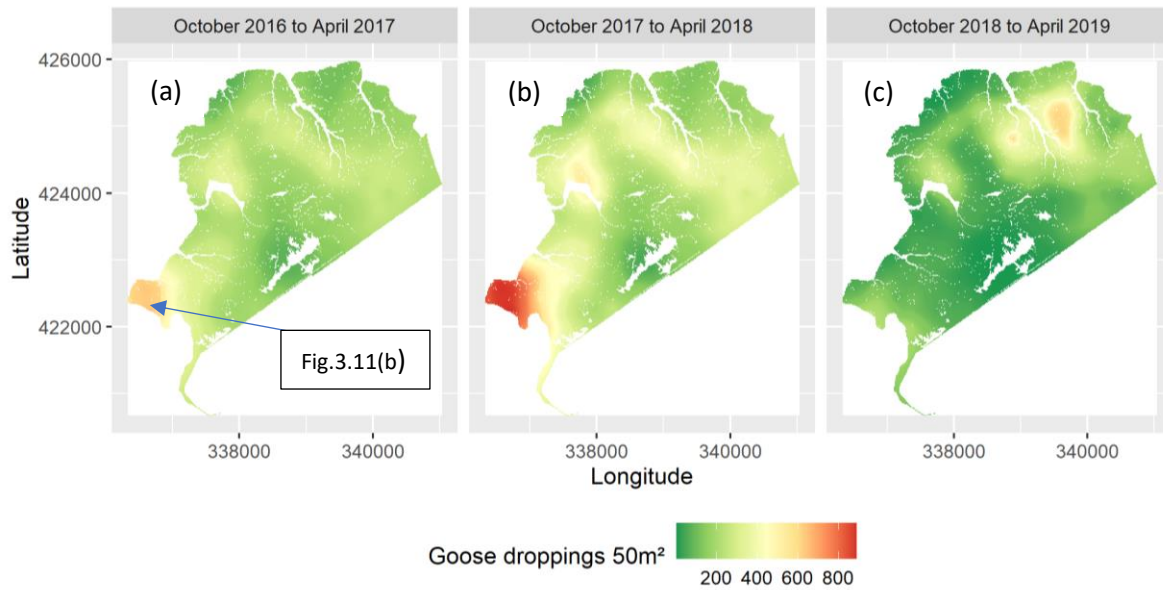 October 2016 to April 2017
October 2017 to April 2018
October 2018 to April 2019
(a)
(b)
(c)
426000
424000
422000
Latitude
Fig.3.11(b)
338000 340000
338000 340000
338000 340000
Longitude
Goose droppings 50m²
200 400 600 800